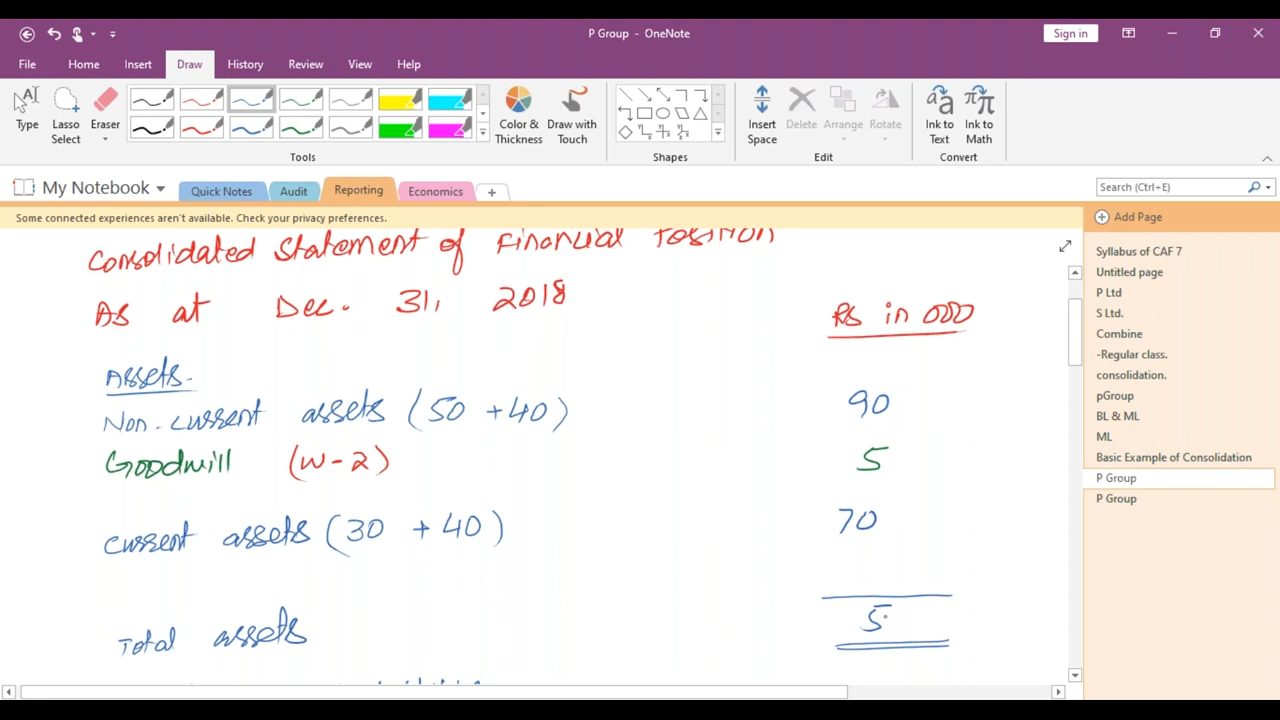 P Group - OneNote
Sign in
File Home Insert Draw History Review View Help
Type
Lasso Select
Eraser
Color & Thickness
Draw with Touch
Insert Space
Delete
Arrange
Rotate
Ink to Text
Ink to Math
Tools
Shapes
Edit
Convert
My Notebook
Quick Notes
Audit
Reporting
Economics
Search (Ctrl+E)
Some connected experiences aren't available. Check your privacy preferences.
Add Page
Consolidated Statement of Financial Position
As at Dec. 31, 2018
RS in 000
Assets.
Non-current assets (50 + 40) 90
Goodwill (W-2) 5
Current assets (30 + 40) 70
Total assets 5
Syllabus of CAF 7
Untitled page
P Ltd
S Ltd.
Combine
-Regular class.
consolidation.
pGroup
BL & ML
ML
Basic Example of Consolidation
P Group
P Group